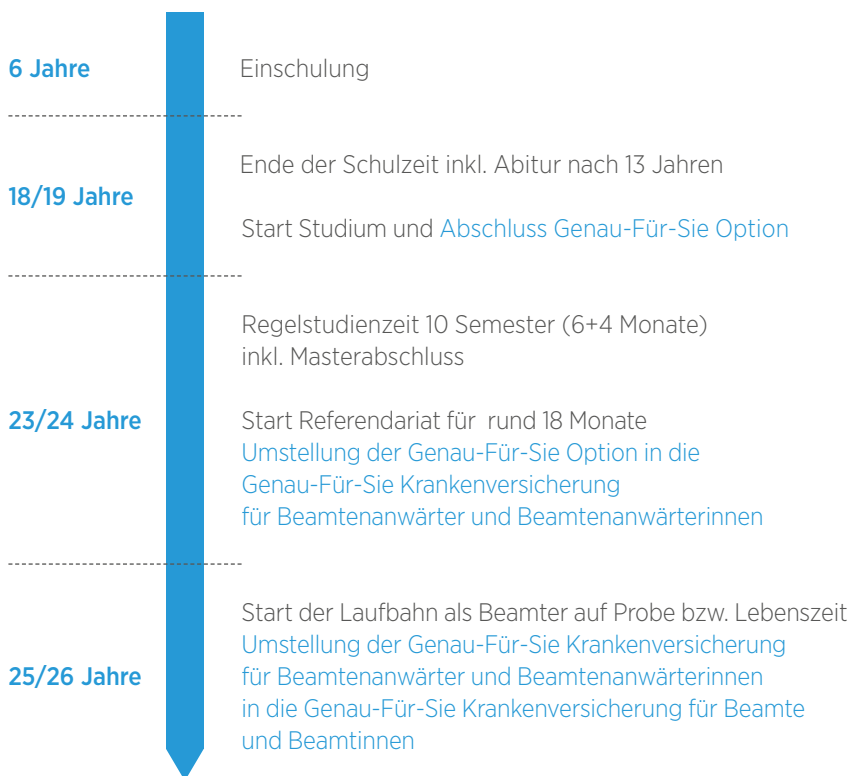 6 Jahre
Einschulung
18/19 Jahre
Ende der Schulzeit inkl. Abitur nach 13 Jahren
Start Studium und Abschluss Genau-Für-Sie Option
23/24 Jahre
Regelstudienzeit 10 Semester (6+4 Monate)
inkl. Masterabschluss
Start Referendariat für rund 18 Monate
Umstellung der Genau-Für-Sie Option in die
Genau-Für-Sie Krankenversicherung
für Beamtenanwärter und Beamtenanwärterinnen
25/26 Jahre
Start der Laufbahn als Beamter auf Probe bzw. Lebenszeit
Umstellung der Genau-Für-Sie Krankenversicherung
für Beamtenanwärter und Beamtenanwärterinnen
in die Genau-Für-Sie Krankenversicherung für Beamte
und Beamtinnen